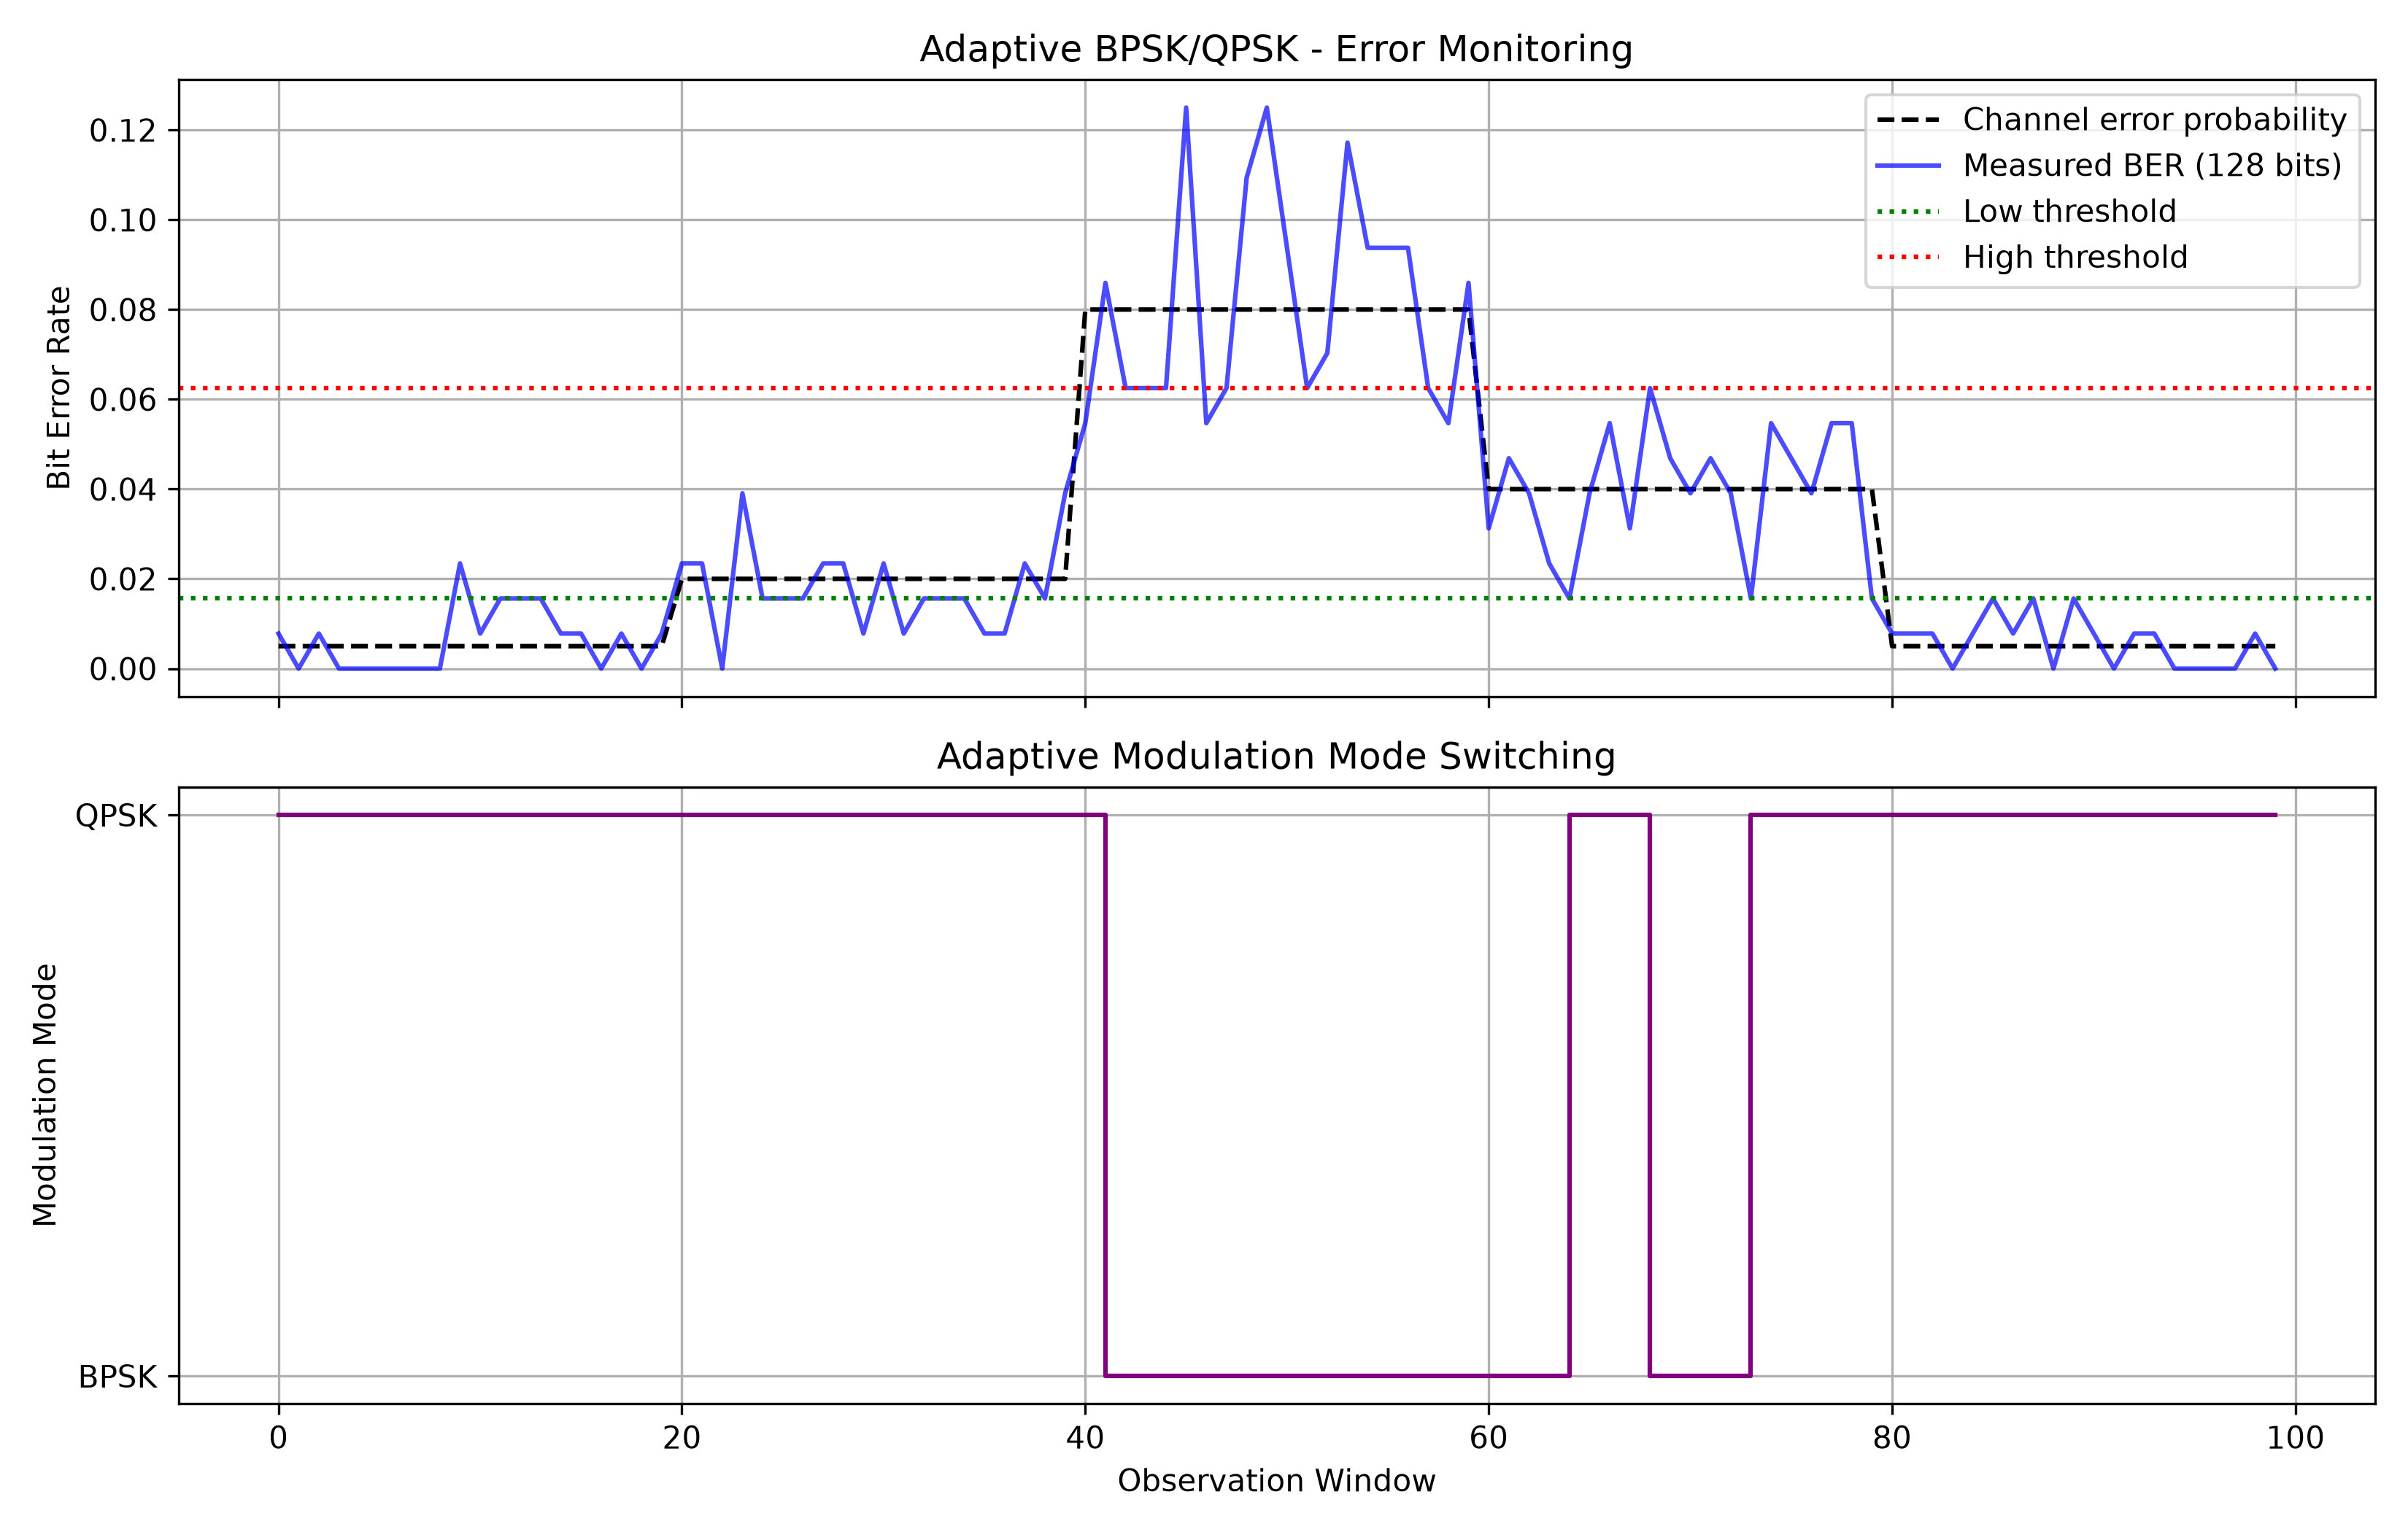 Adaptive BPSK/QPSK - Error Monitoring
Bit Error Rate
0.12
0.10
0.08
0.06
0.04
0.02
0.00
Channel error probability
Measured BER (128 bits)
Low threshold
High threshold
Adaptive Modulation Mode Switching
Modulation Mode
QPSK
BPSK
0 20 40 60 80 100
Observation Window